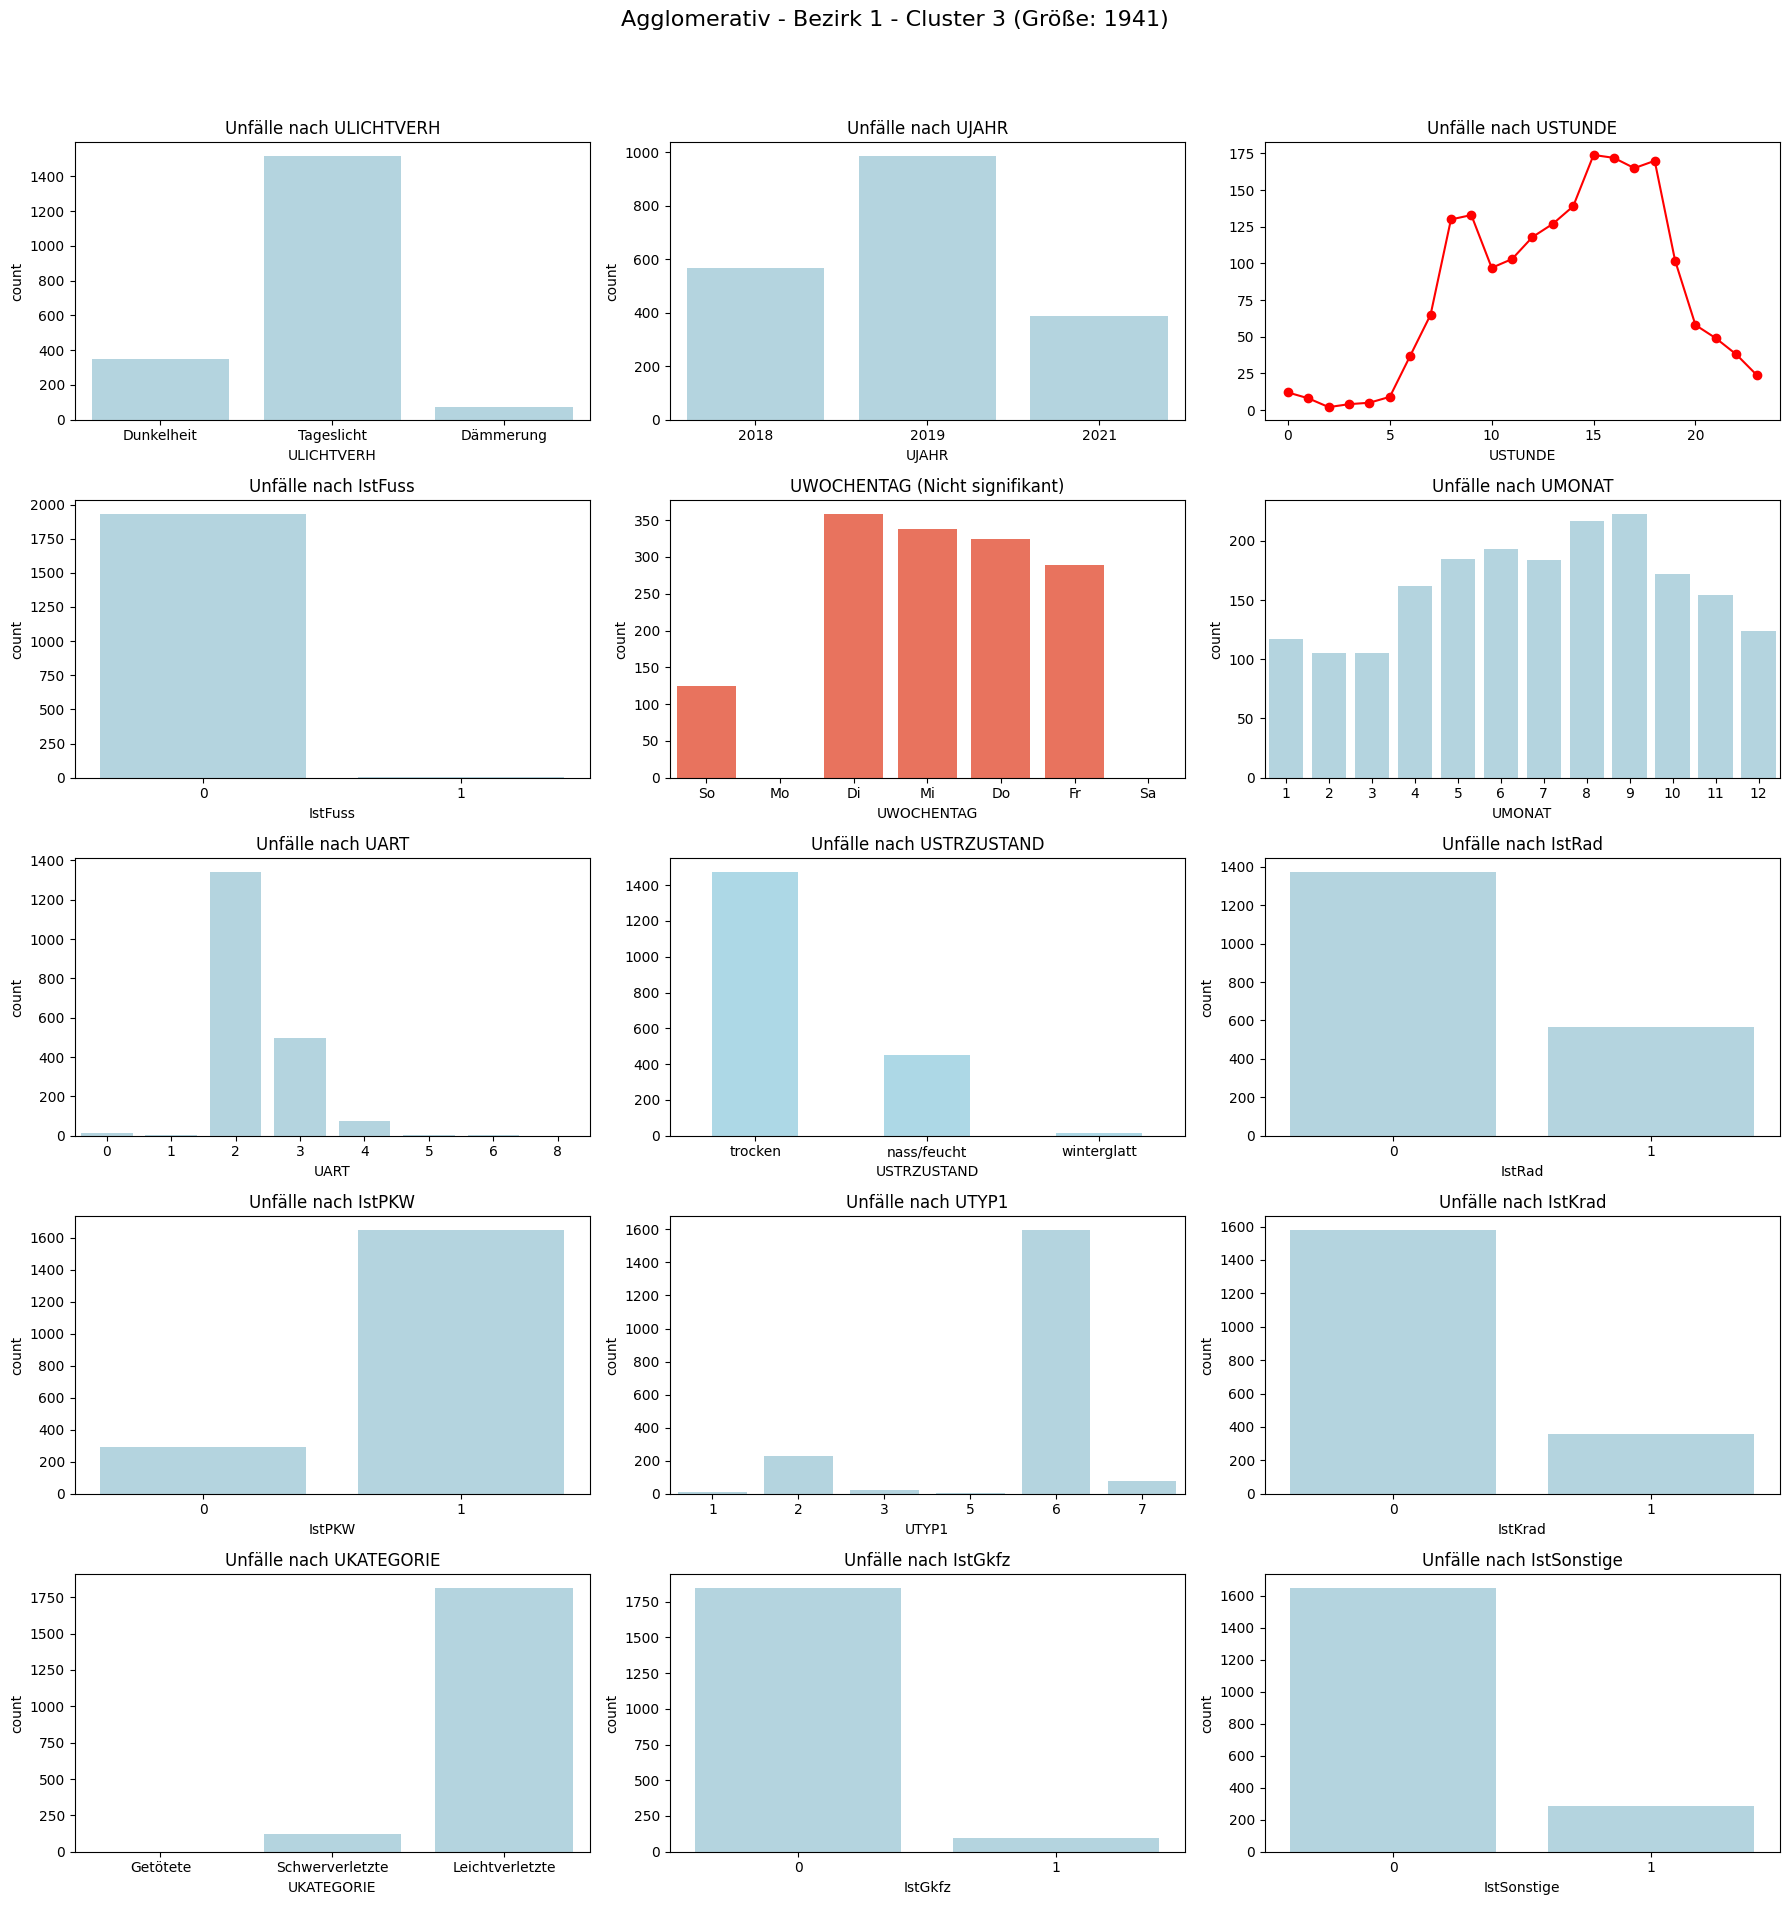 Agglomerativ - Bezirk 1 - Cluster 3 (Größe: 1941)
Unfälle nach ULICHTVERH
count
1400
1200
1000
800
600
400
200
0
Dunkelheit Tageslicht Dämmerung
ULICHTVERH
Unfälle nach UJAHR
count
1000
800
600
400
200
0
2018 2019 2021
UJAHR
Unfälle nach USTUNDE
175
150
125
100
75
50
25
0
0 5 10 15 20
USTUNDE
Unfälle nach IstFuss
count
2000
1750
1500
1250
1000
750
500
250
0
0 1
IstFuss
UWOCHENTAG (Nicht signifikant)
count
350
300
250
200
150
100
50
0
So Mo Di Mi Do Fr Sa
UWOCHENTAG
Unfälle nach UMONAT
count
200
150
100
50
0
1 2 3 4 5 6 7 8 9 10 11 12
UMONAT
Unfälle nach UART
count
1400
1200
1000
800
600
400
200
0
0 1 2 3 4 5 6 8
UART
Unfälle nach USTRZUSTAND
1400
1200
1000
800
600
400
200
0
trocken nass/feucht winterglatt
USTRZUSTAND
Unfälle nach IstRad
count
1400
1200
1000
800
600
400
200
0
0 1
IstRad
Unfälle nach IstPKW
count
1600
1400
1200
1000
800
600
400
200
0
0 1
IstPKW
Unfälle nach UTYP1
count
1600
1400
1200
1000
800
600
400
200
0
1 2 3 5 6 7
UTYP1
Unfälle nach IstKrad
count
1600
1400
1200
1000
800
600
400
200
0
0 1
IstKrad
Unfälle nach UKATEGORIE
count
1750
1500
1250
1000
750
500
250
0
Getötete Schwerverletzte Leichtverletzte
UKATEGORIE
Unfälle nach IstGkfz
count
1750
1500
1250
1000
750
500
250
0
0 1
IstGkfz
Unfälle nach IstSonstige
count
1600
1400
1200
1000
800
600
400
200
0
0 1
IstSonstige